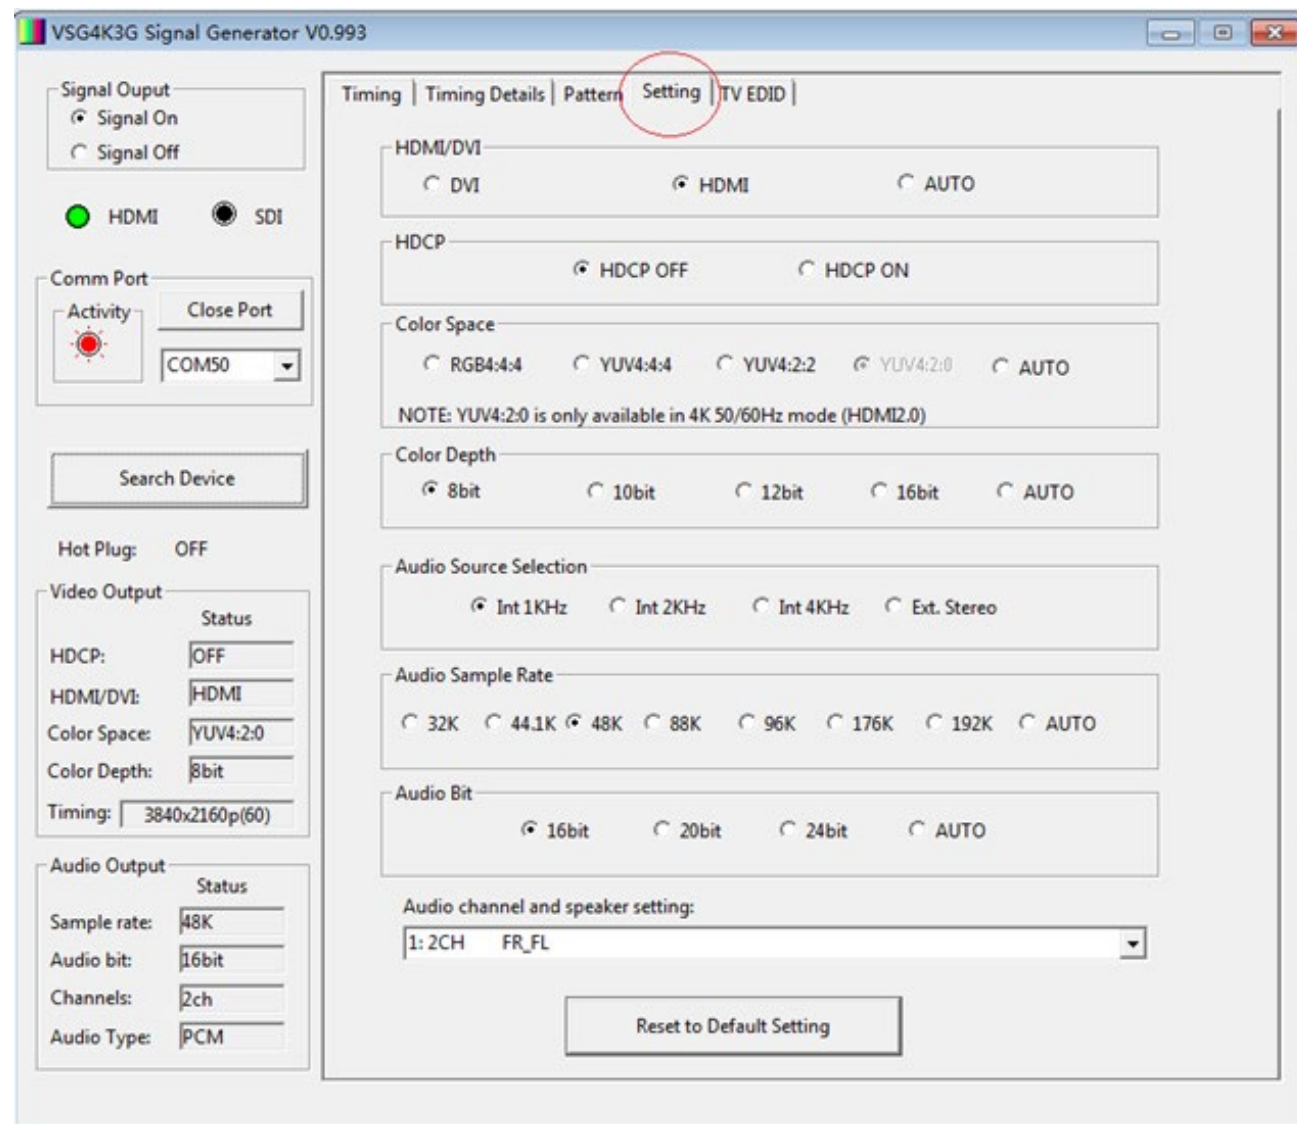 VSG4K3G Signal Generator V0.993
Signal Ouput
Signal On
Signal Off
HDMI SDI
Comm Port
Activity
Close Port
COM50
Search Device
Hot Plug: OFF
Video Output
Status
HDCP: OFF
HDMI/DVI: HDMI
Color Space: YUV4:2:0
Color Depth: 8bit
Timing: 3840x2160p(60)
Audio Output
Status
Sample rate: 48K
Audio bit: 16bit
Channels: 2ch
Audio Type: PCM
Timing Timing Details Pattern Setting TV EDID
HDMI/DVI
DVI HDMI AUTO
HDCP
HDCP OFF HDCP ON
Color Space
RGB4:4:4 YUV4:4:4 YUV4:2:2 YUV4:2:0 AUTO
NOTE: YUV4:2:0 is only available in 4K 50/60Hz mode (HDMI2.0)
Color Depth
8bit 10bit 12bit 16bit AUTO
Audio Source Selection
Int 1KHz Int 2KHz Int 4KHz Ext. Stereo
Audio Sample Rate
32K 44.1K 48K 88K 96K 176K 192K AUTO
Audio Bit
16bit 20bit 24bit AUTO
Audio channel and speaker setting:
1: 2CH FR_FL
Reset to Default Setting